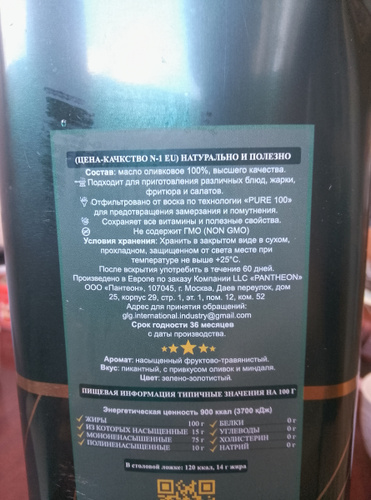 (ЦЕНА-КАЧКСТВО N-1 EU) НАТУРАЛЬНО И ПОЛЕЗНО
Состав: масло оливковое 100%, высшего качества.
Подходит для приготовления различных блюд, жарки,
фритюра и салатов.
Отфильтровано от воска по технологии «PURE 100»
для предотвращения замерзания и помутнения.
Сохраняет все витамины и полезные свойства.
Не содержит ГМО (NON GMO)
Условия хранения: Хранить в закрытом виде в сухом,
прохладном, защищенном от света месте при
температуре не выше +25°C.
После вскрытия употребить в течение 60 дней.
Произведено в Европе по заказу Компании LLC «PANTHEON»
ООО «Пантеон», 107045, г. Москва, Даев переулок, дом
25, корпус 29, стр. 1, эт. 1, пом. 12, ком. 52
Адрес для принятия обращений:
glg.international.industry@gmail.com
Срок годности 36 месяцев
с даты производства.
Аромат: насыщенный фруктово-травянистый.
Вкус: пикантный, с привкусом оливок и миндаля.
Цвет: зелено-золотистый.
ПИЩЕВАЯ ИНФОРМАЦИЯ ТИПИЧНЫЕ ЗНАЧЕНИЯ НА 100 Г
Энергетическая ценность 900 ккал (3700 кДж)
ЖИРЫ 100 г БЕЛКИ 0 г
ИЗ КОТОРЫХ НАСЫЩЕННЫЕ 15 г УГЛЕВОДЫ 0 г
МОНОНЕНАСЫЩЕННЫЕ 75 г ХОЛИСТЕРИН 0 г
ПОЛИНЕНАСЫЩЕННЫЕ 10 г НАТРИЙ 0 г
В столовой ложке: 120 ккал, 14 г жира